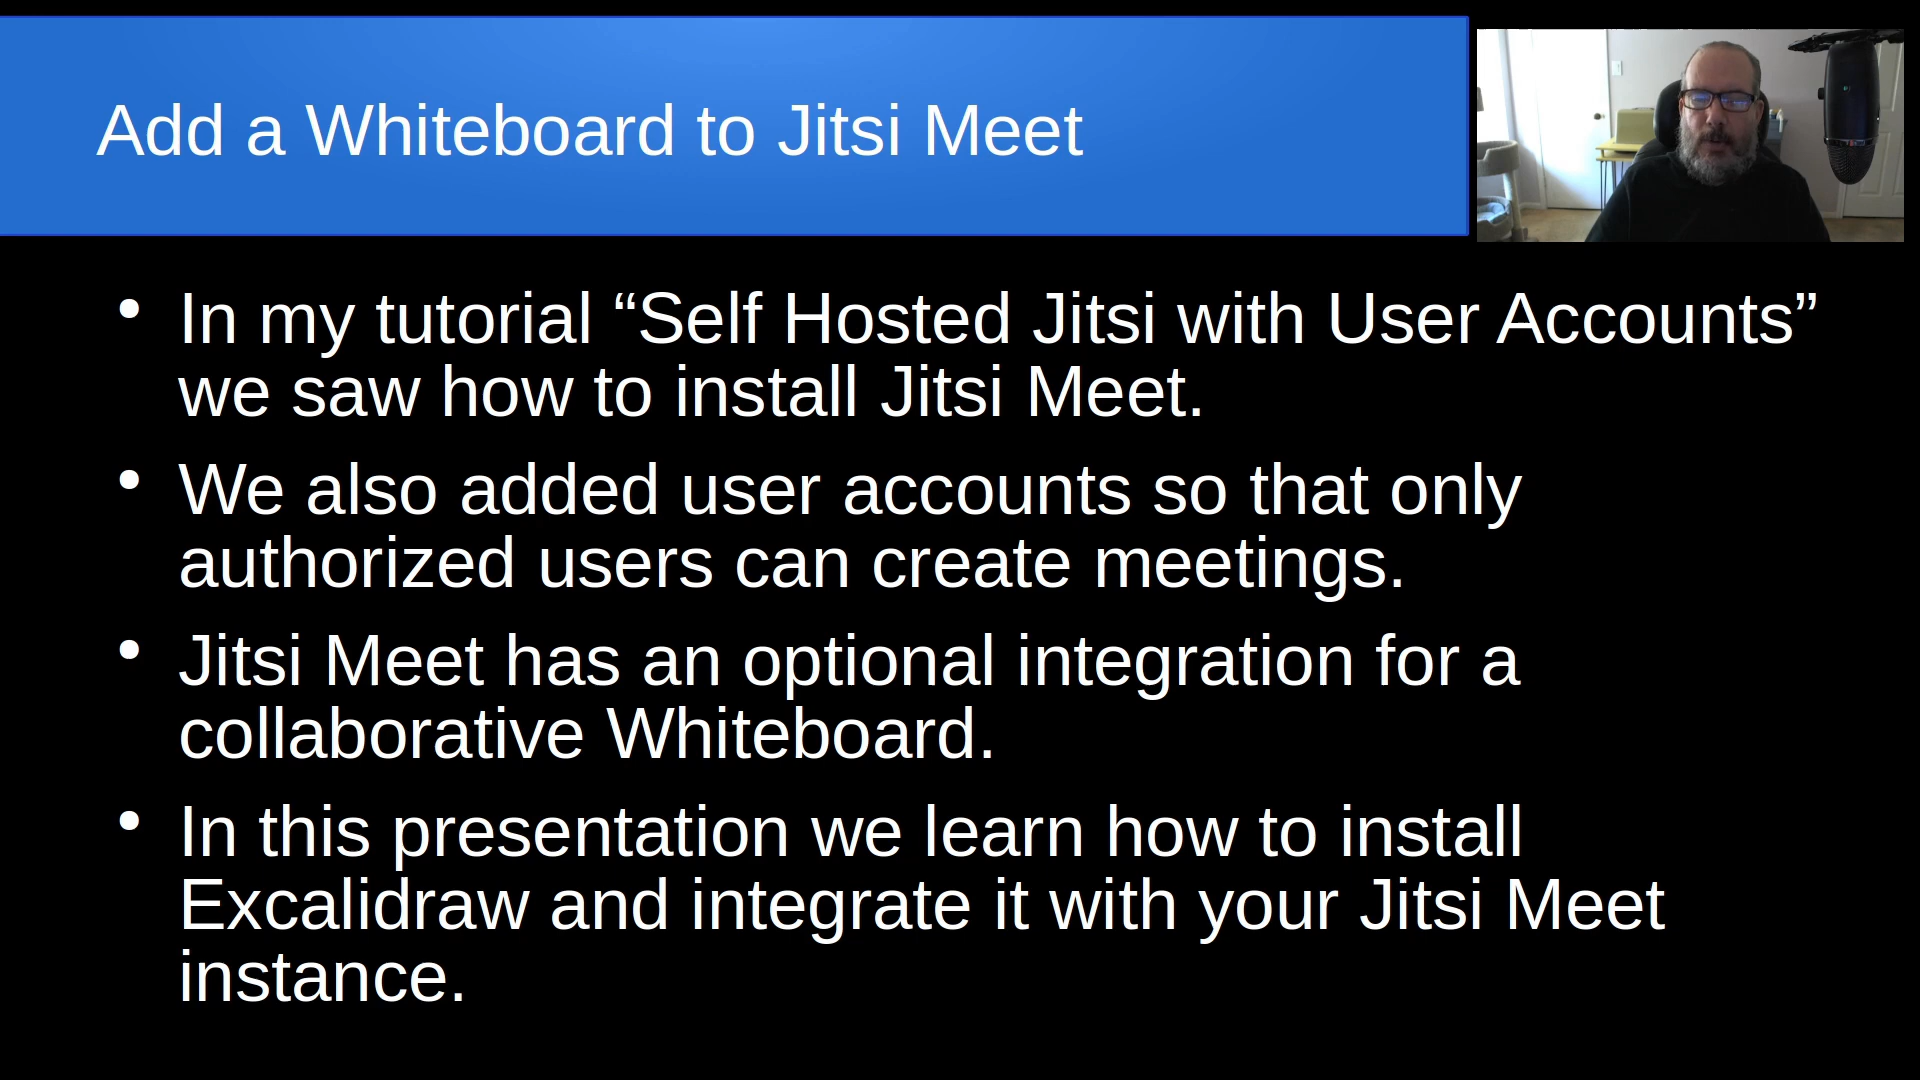 Add a Whiteboard to Jitsi Meet
• In my tutorial “Self Hosted Jitsi with User Accounts”
we saw how to install Jitsi Meet.
• We also added user accounts so that only
authorized users can create meetings.
• Jitsi Meet has an optional integration for a
collaborative Whiteboard.
• In this presentation we learn how to install
Excalidraw and integrate it with your Jitsi Meet
instance.